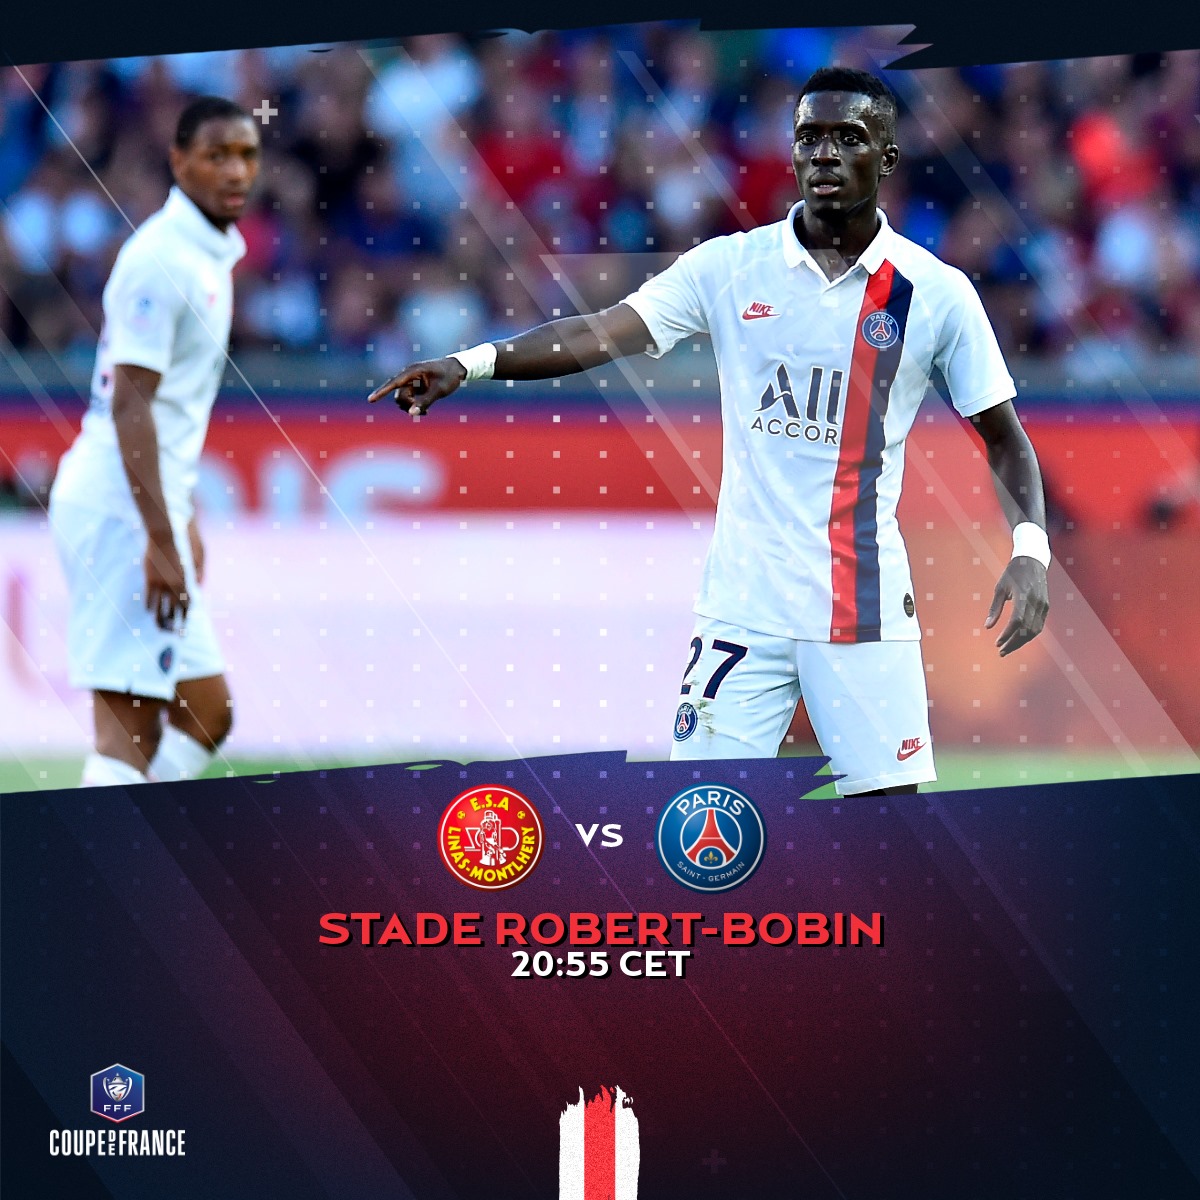 NIKE
PARIS
All
ACCOR
27
PARIS
NIKE
E.S.A
LINAS-MONTLHERY
VS
PARIS
SAINT-GERMAIN
STADE ROBERT-BOBIN
20:55 CET
FFF
COUPE DE FRANCE